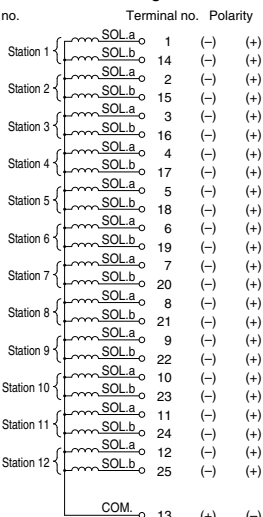 no. Terminal no. Polarity
Station 1 SOL.a 1 (–) (+)
SOL.b 14 (–) (+)
Station 2 SOL.a 2 (–) (+)
SOL.b 15 (–) (+)
Station 3 SOL.a 3 (–) (+)
SOL.b 16 (–) (+)
Station 4 SOL.a 4 (–) (+)
SOL.b 17 (–) (+)
Station 5 SOL.a 5 (–) (+)
SOL.b 18 (–) (+)
Station 6 SOL.a 6 (–) (+)
SOL.b 19 (–) (+)
Station 7 SOL.a 7 (–) (+)
SOL.b 20 (–) (+)
Station 8 SOL.a 8 (–) (+)
SOL.b 21 (–) (+)
Station 9 SOL.a 9 (–) (+)
SOL.b 22 (–) (+)
Station 10 SOL.a 10 (–) (+)
SOL.b 23 (–) (+)
Station 11 SOL.a 11 (–) (+)
SOL.b 24 (–) (+)
Station 12 SOL.a 12 (–) (+)
SOL.b 25 (–) (+)
COM. 13 (+) (–)